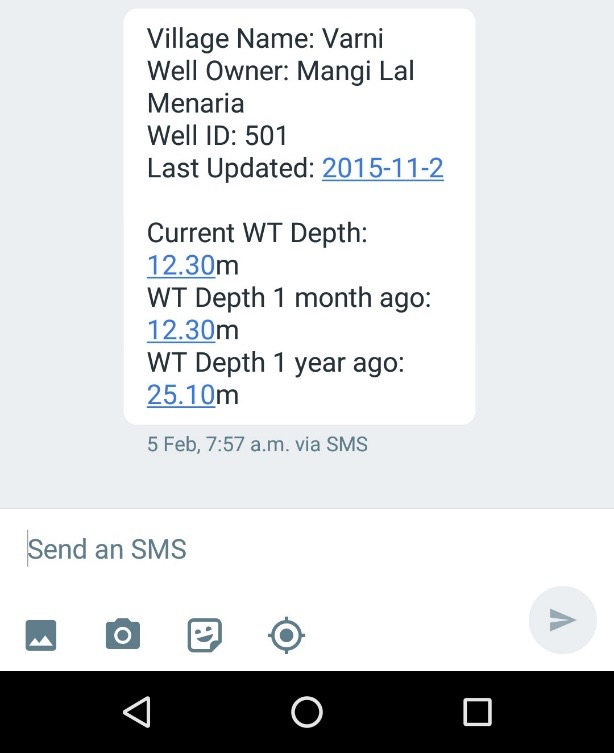 Village Name: Varni
Well Owner: Mangi Lal
Menaria
Well ID: 501
Last Updated: 2015-11-2
Current WT Depth:
12.30m
WT Depth 1 month ago:
12.30m
WT Depth 1 year ago:
25.10m
5 Feb, 7:57 a.m. via SMS
Send an SMS